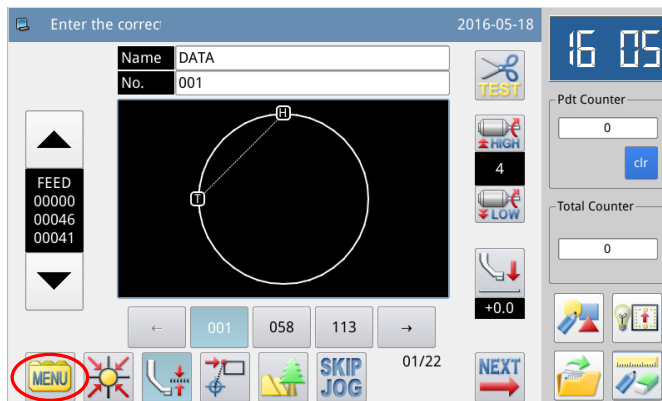 Enter the correc
2016-05-18
16 05
Name DATA
No. 001
TEST
H
T
HIGH
4
LOW
FEED
00000
00046
00041
Pdt Counter
0
clr
Total Counter
0
+0.0
← 001 058 113 →
01/22
MENU
SKIP
JOG
NEXT